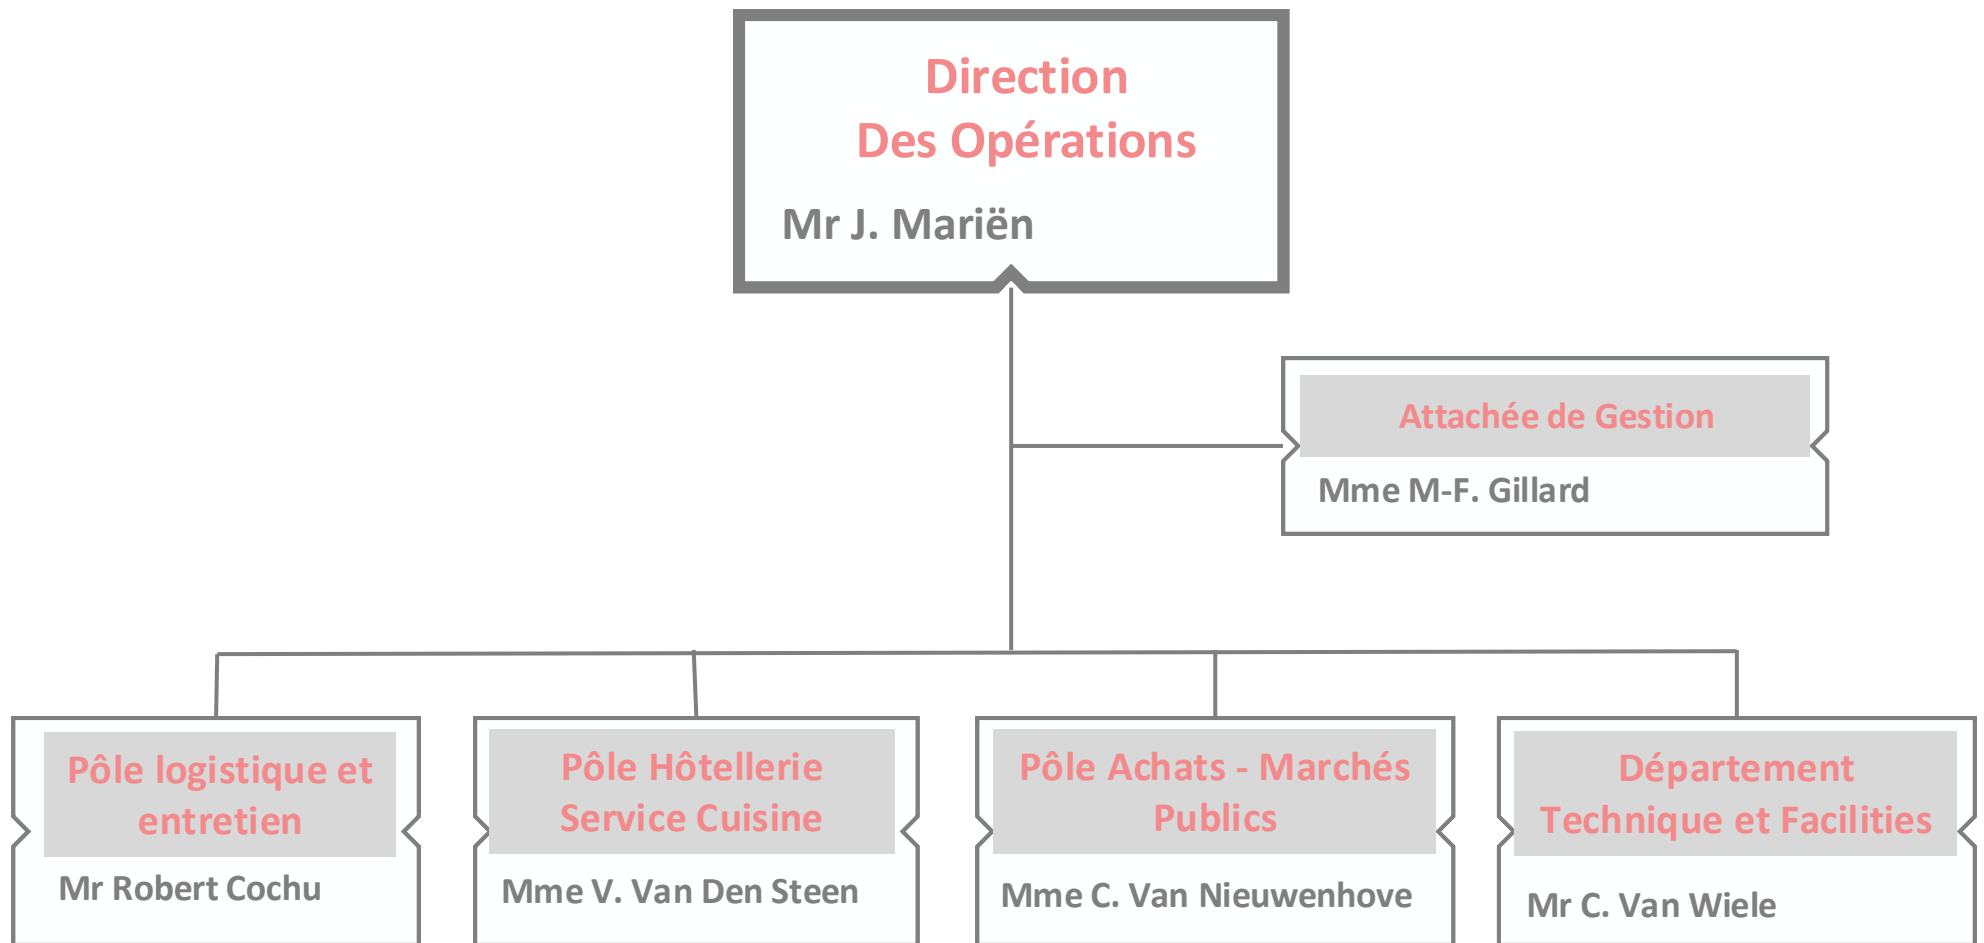 Direction
Des Opérations
Mr J. Mariën
Attachée de Gestion
Mme M-F. Gillard
Pôle logistique et
entretien
Mr Robert Cochu
Pôle Hôtellerie
Service Cuisine
Mme V. Van Den Steen
Pôle Achats - Marchés
Publics
Mme C. Van Nieuwenhove
Département
Technique et Facilities
Mr C. Van Wiele